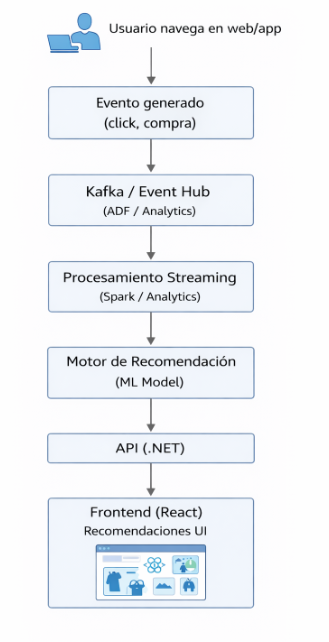 Usuario navega en web/app
Evento generado
(click, compra)
Kafka / Event Hub
(ADF / Analytics)
Procesamiento Streaming
(Spark / Analytics)
Motor de Recomendación
(ML Model)
API (.NET)
Frontend (React)
Recomendaciones UI